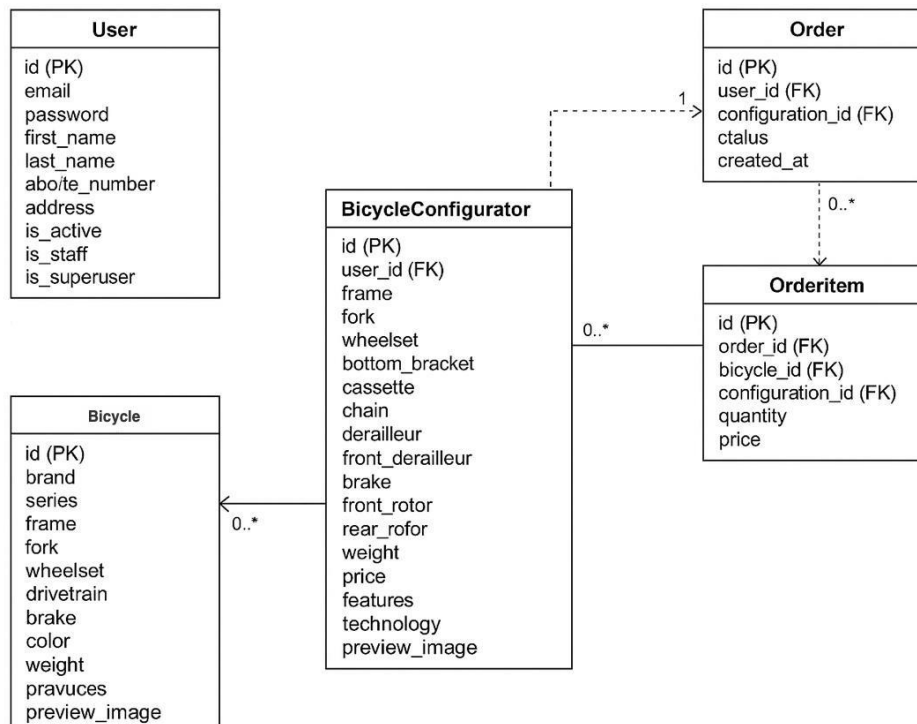 User
id (PK)
email
password
first_name
last_name
abo/te_number
address
is_active
is_staff
is_superuser
Bicycle
id (PK)
brand
series
frame
fork
wheelset
drivetrain
brake
color
weight
pravuces
preview_image
0..*
BicycleConfigurator
id (PK)
user_id (FK)
frame
fork
wheelset
bottom_bracket
cassette
chain
derailleur
front_derailleur
brake
front_rotor
rear_rofor
weight
price
features
technology
preview_image
1
0..*
Order
id (PK)
user_id (FK)
configuration_id (FK)
ctalus
created_at
0..*
Orderitem
id (PK)
order_id (FK)
bicycle_id (FK)
configuration_id (FK)
quantity
price